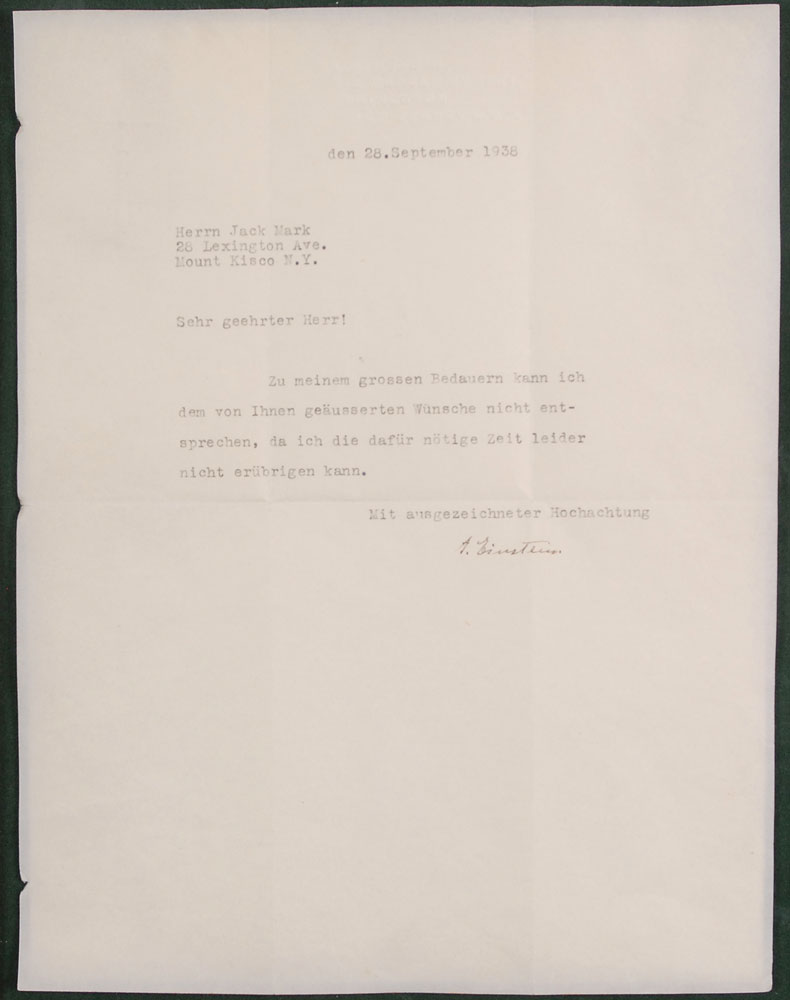 den 28.September 1938
Herrn Jack Mark
28 Lexington Ave.
Mount Kisco N.Y.
Sehr geehrter Herr!
Zu meinem grossen Bedauern kann ich
dem von Ihnen geäusserten Wünsche nicht ent-
sprechen, da ich die dafür nötige Zeit leider
nicht erübrigen kann.
Mit ausgezeichneter Hochachtung
A. Einstein.